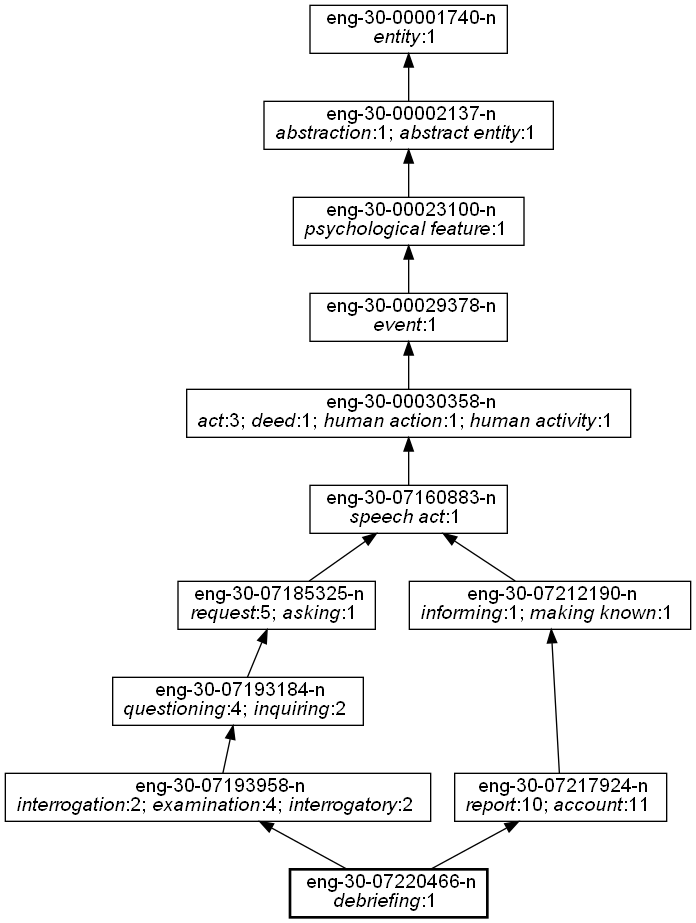 eng-30-00001740-n
entity:1
eng-30-00002137-n
abstraction:1; abstract entity:1
eng-30-00023100-n
psychological feature:1
eng-30-00029378-n
event:1
eng-30-00030358-n
act:3; deed:1; human action:1; human activity:1
eng-30-07160883-n
speech act:1
eng-30-07185325-n
request:5; asking:1
eng-30-07212190-n
informing:1; making known:1
eng-30-07193184-n
questioning:4; inquiring:2
eng-30-07193958-n
interrogation:2; examination:4; interrogatory:2
eng-30-07217924-n
report:10; account:11
eng-30-07220466-n
debriefing:1